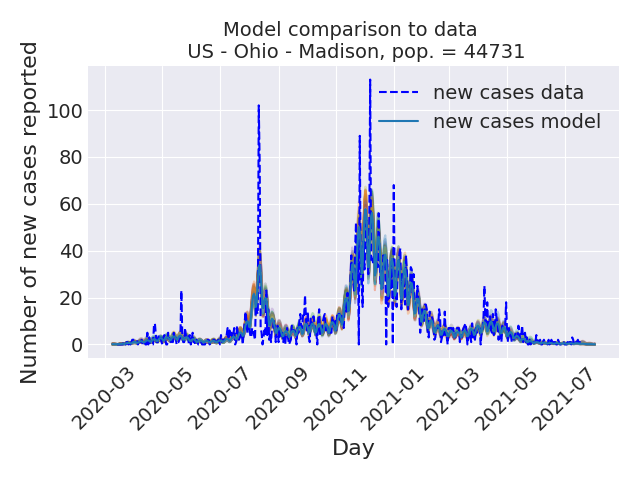 Model comparison to data
US - Ohio - Madison, pop. = 44731
Number of new cases reported
100
80
60
40
20
0
new cases data
new cases model
2020-03
2020-05
2020-07
2020-09
2020-11
2021-01
2021-03
2021-05
2021-07
Day